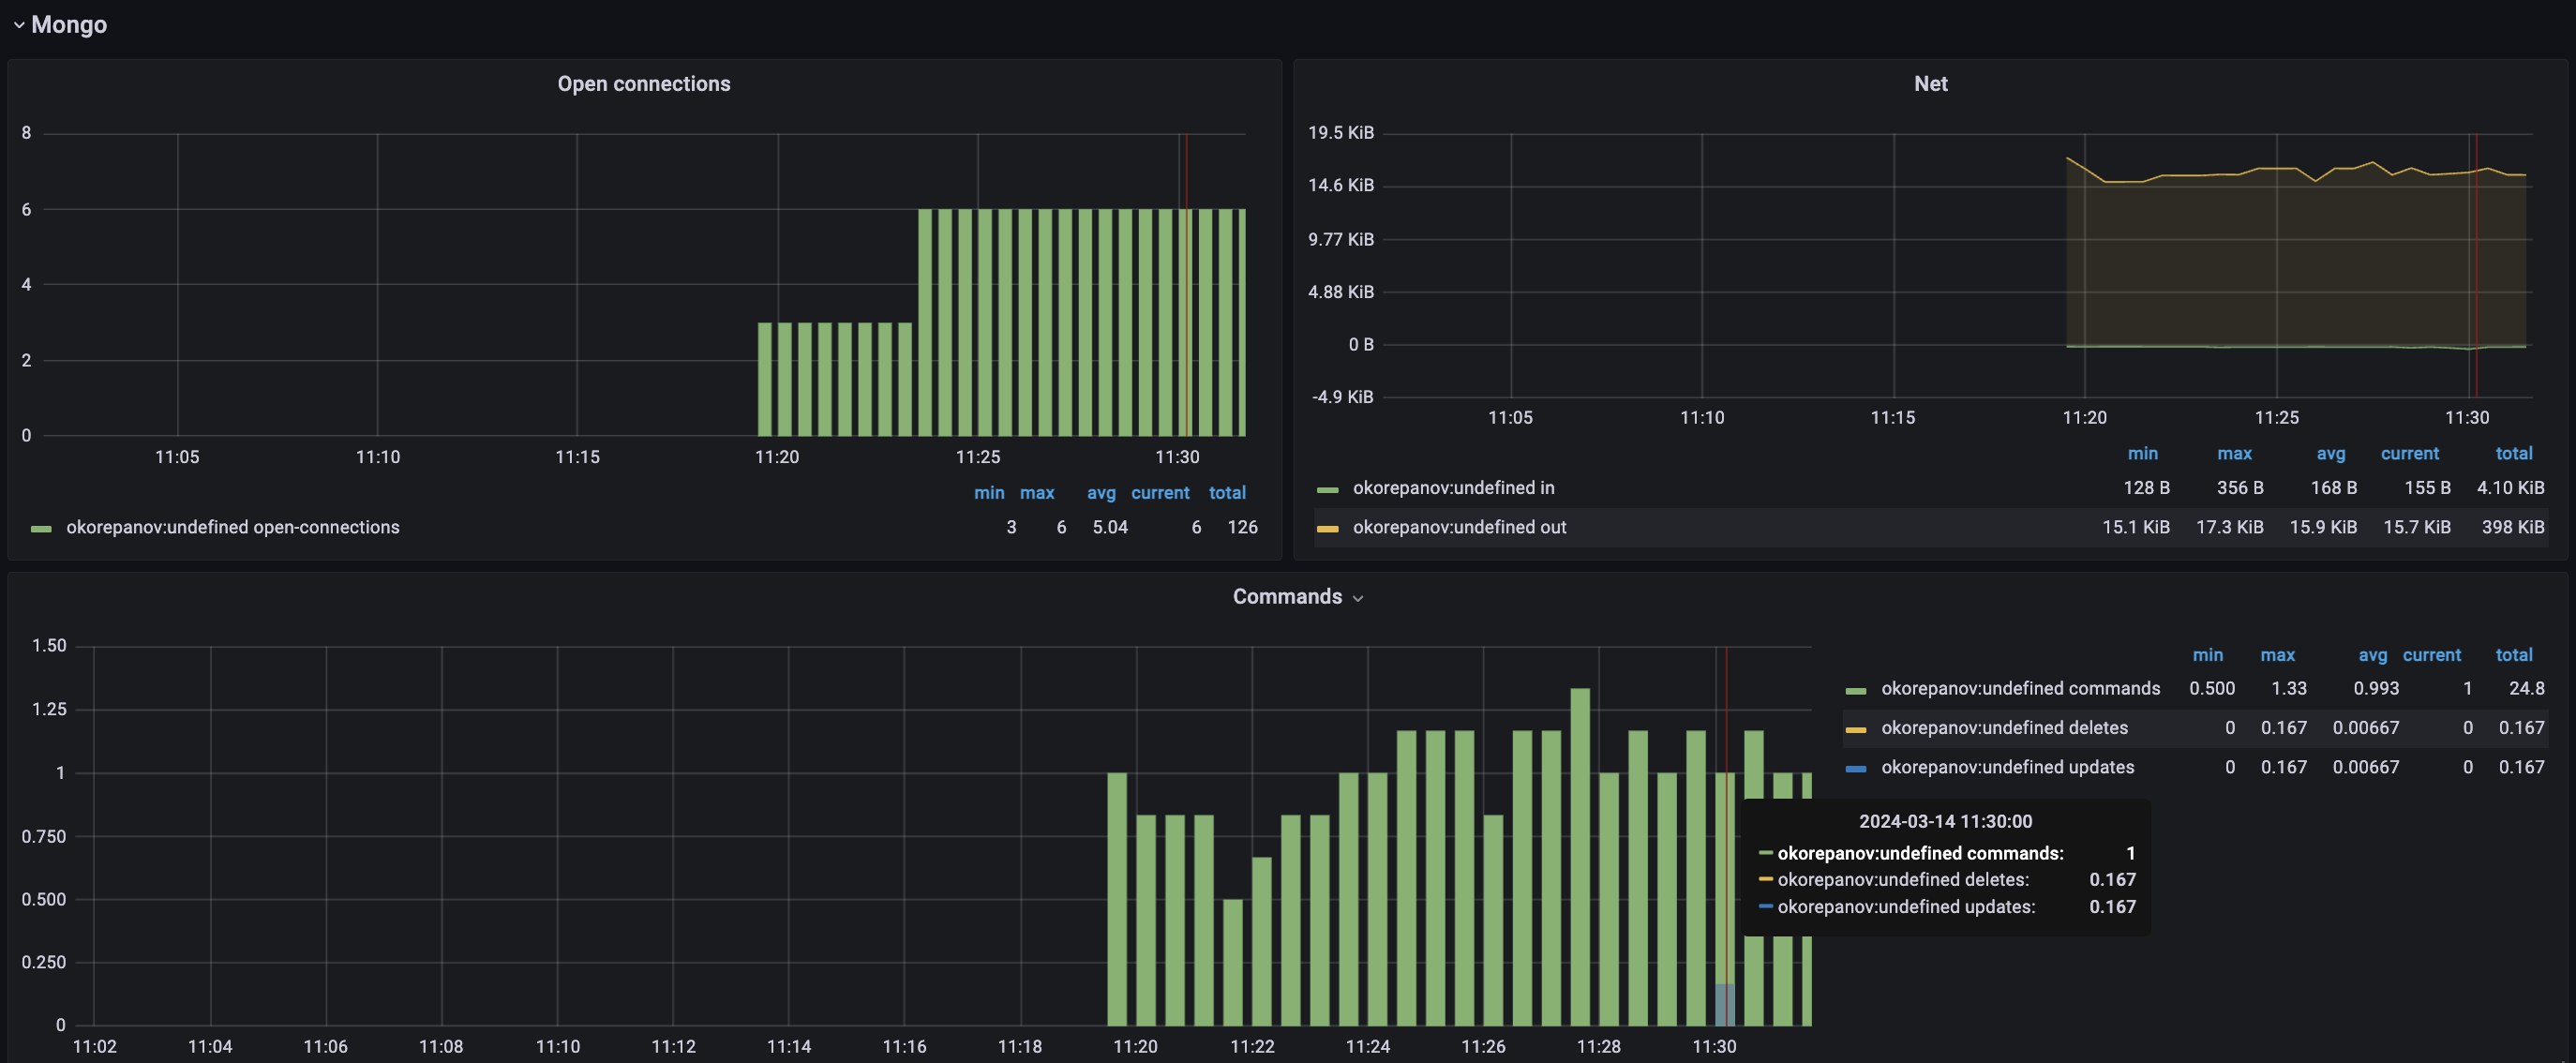 Mongo
Open connections
8
6
4
2
0
11:05 11:10 11:15 11:20 11:25 11:30
min max avg current total
okorepanov:undefined open-connections 3 6 5.04 6 126
Net
19.5 KiB
14.6 KiB
9.77 KiB
4.88 KiB
0 B
-4.9 KiB
11:05 11:10 11:15 11:20 11:25 11:30
min max avg current total
okorepanov:undefined in 128 B 356 B 168 B 155 B 4.10 KiB
okorepanov:undefined out 15.1 KiB 17.3 KiB 15.9 KiB 15.7 KiB 398 KiB
Commands
1.50
1.25
1
0.750
0.500
0.250
0
11:02 11:04 11:06 11:08 11:10 11:12 11:14 11:16 11:18 11:20 11:22 11:24 11:26 11:28 11:30
min max avg current total
okorepanov:undefined commands 0.500 1.33 0.993 1 24.8
okorepanov:undefined deletes 0 0.167 0.00667 0 0.167
okorepanov:undefined updates 0 0.167 0.00667 0 0.167
2024-03-14 11:30:00
okorepanov:undefined commands: 1
okorepanov:undefined deletes: 0.167
okorepanov:undefined updates: 0.167